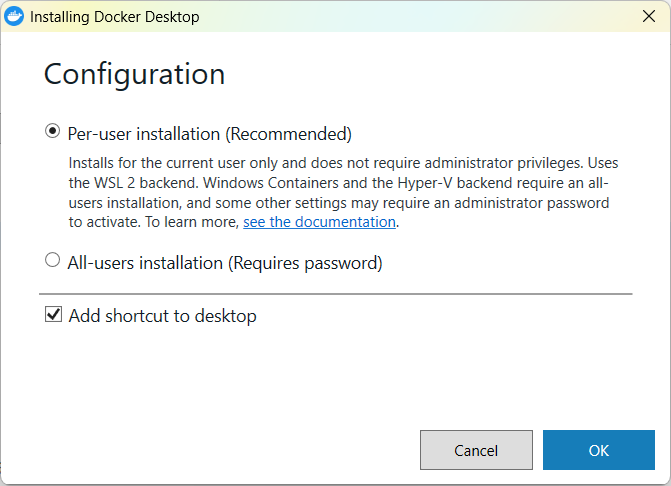 Installing Docker Desktop
Configuration
Per-user installation (Recommended)
Installs for the current user only and does not require administrator privileges. Uses
the WSL 2 backend. Windows Containers and the Hyper-V backend require an all-
users installation, and some other settings may require an administrator password
to activate. To learn more, see the documentation.
All-users installation (Requires password)
Add shortcut to desktop
Cancel
OK